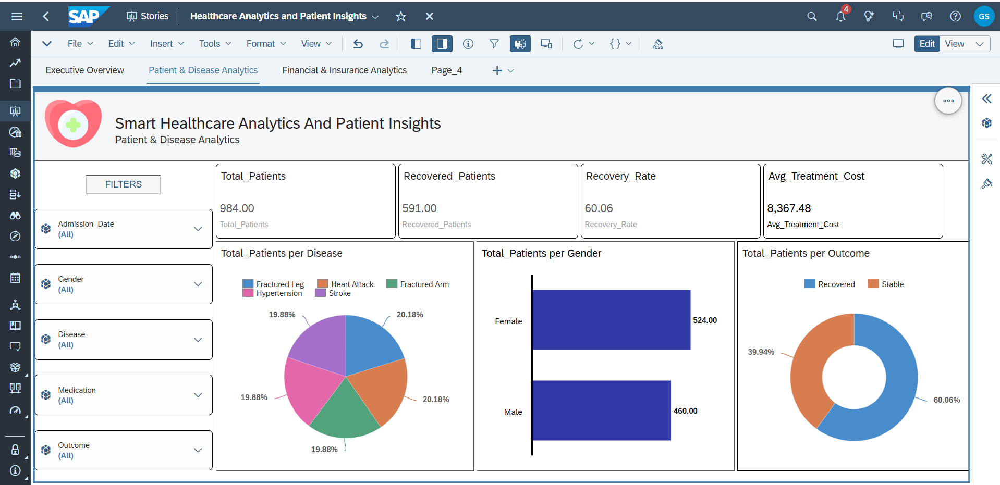 SAP Stories Healthcare Analytics and Patient Insights 4 GS
File Edit Insert Tools Format View CSS Edit View
Executive Overview Patient & Disease Analytics Financial & Insurance Analytics Page_4
Smart Healthcare Analytics And Patient Insights
Patient & Disease Analytics
FILTERS
Admission_Date
(All)
Gender
(All)
Disease
(All)
Medication
(All)
Outcome
(All)
Total_Patients
984.00
Total_Patients
Recovered_Patients
591.00
Recovered_Patients
Recovery_Rate
60.06
Recovery_Rate
Avg_Treatment_Cost
8,367.48
Avg_Treatment_Cost
Total_Patients per Disease
Fractured Leg Heart Attack Fractured Arm
Hypertension Stroke
19.88% 20.18%
19.88% 20.18%
19.88%
Total_Patients per Gender
Female 524.00
Male 460.00
Total_Patients per Outcome
Recovered Stable
39.94%
60.06%